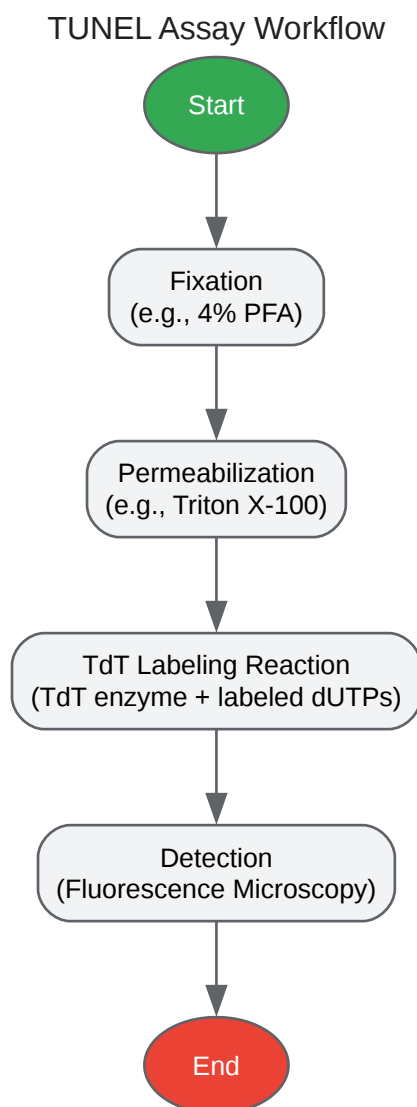 TUNEL Assay Workflow
Start
Fixation
(e.g., 4% PFA)
Permeabilization
(e.g., Triton X-100)
TdT Labeling Reaction
(TdT enzyme + labeled dUTPs)
Detection
(Fluorescence Microscopy)
End